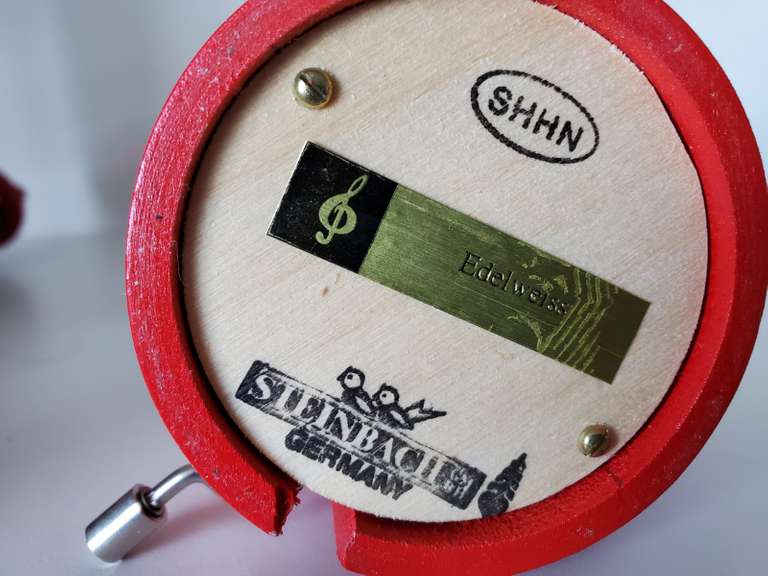 SHHN
Edelweiss
STEINBACH
GERMANY